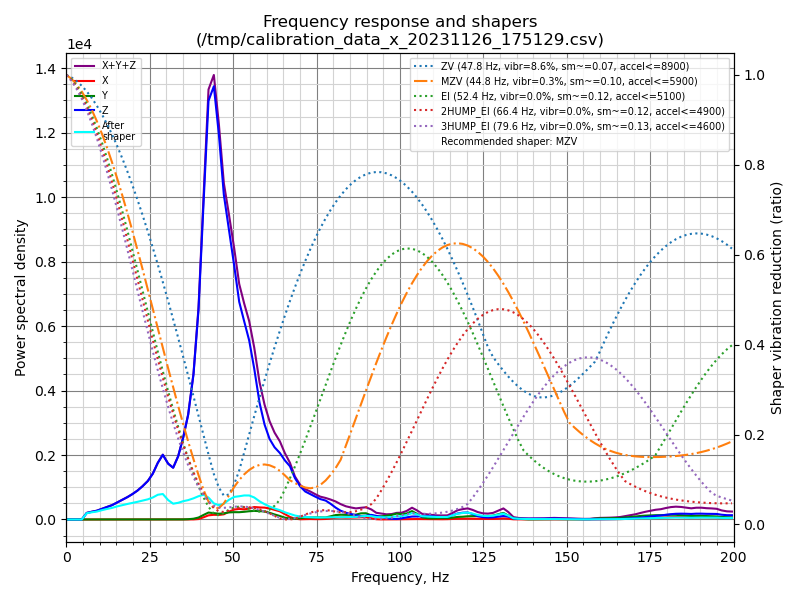 Frequency response and shapers
(/tmp/calibration_data_x_20231126_175129.csv)
1e4
X+Y+Z
X
Y
Z
After
shaper
ZV (47.8 Hz, vibr=8.6%, sm~=0.07, accel<=8900)
MZV (44.8 Hz, vibr=0.3%, sm~=0.10, accel<=5900)
EI (52.4 Hz, vibr=0.0%, sm~=0.12, accel<=5100)
2HUMP_EI (66.4 Hz, vibr=0.0%, sm~=0.12, accel<=4900)
3HUMP_EI (79.6 Hz, vibr=0.0%, sm~=0.13, accel<=4600)
Recommended shaper: MZV
Power spectral density
1.4
1.2
1.0
0.8
0.6
0.4
0.2
0.0
Shaper vibration reduction (ratio)
1.0
0.8
0.6
0.4
0.2
0.0
0 25 50 75 100 125 150 175 200
Frequency, Hz